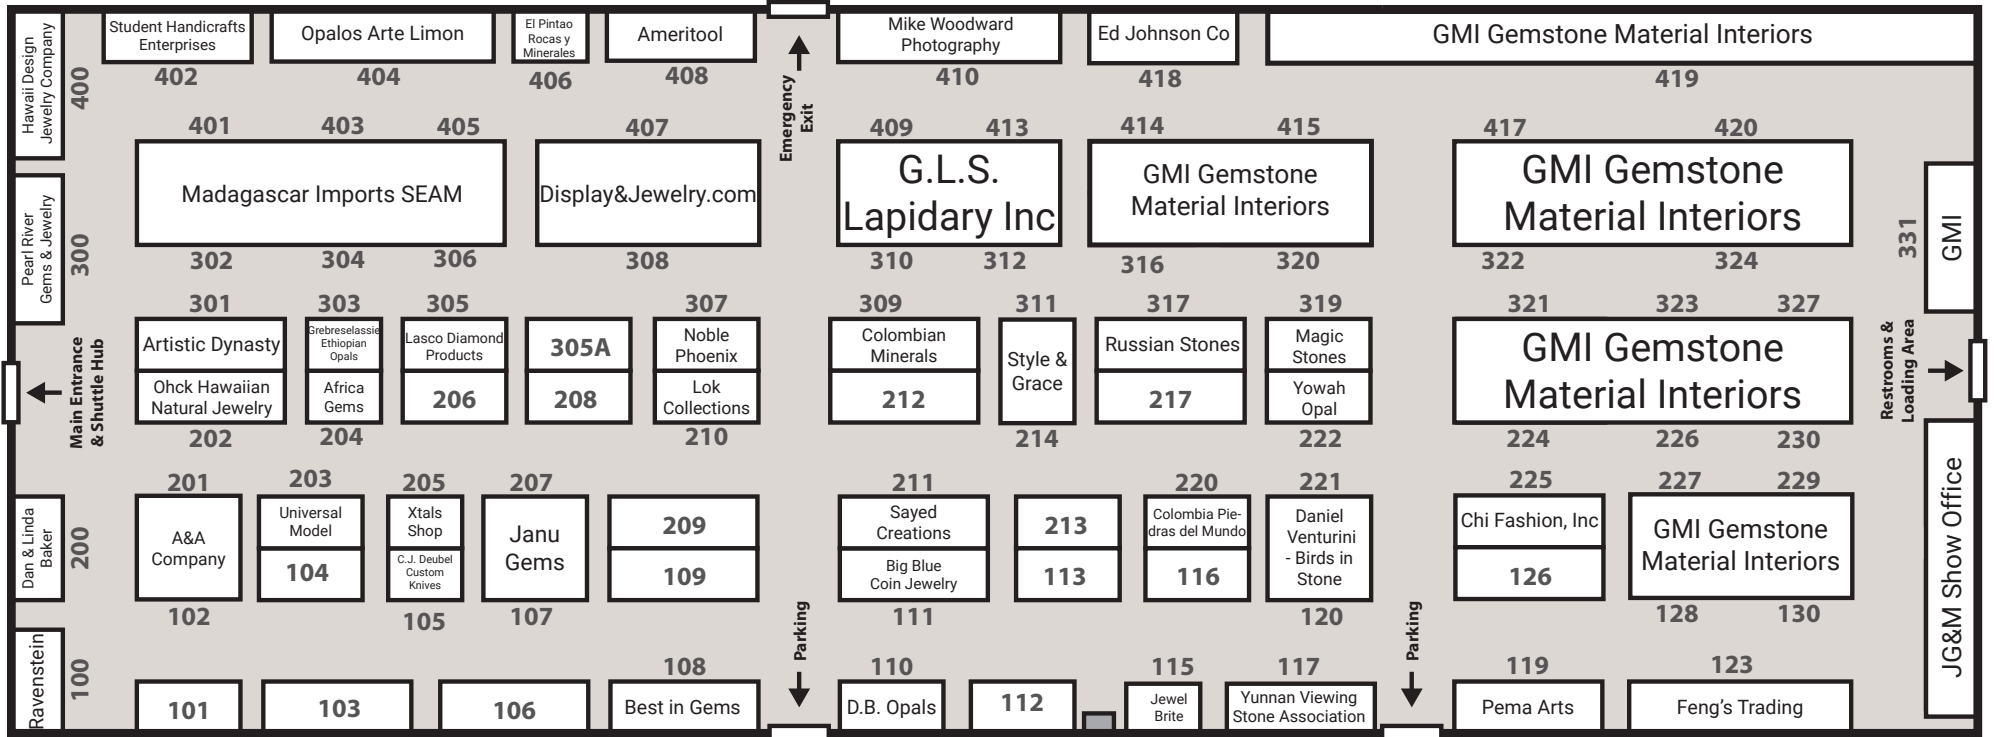 Hawaii Design
Jewelry Company
400
Student Handicrafts
Enterprises
402
Opalos Arte Limon
404
El Pintao
Rocas y
Minerales
406
Ameritool
408
Emergency
Exit
Mike Woodward
Photography
410
Ed Johnson Co
418
GMI Gemstone Material Interiors
419
401
403
405
Madagascar Imports SEAM
302
304
306
407
Display&Jewelry.com
308
409
413
G.L.S.
Lapidary Inc
310
312
414
415
GMI Gemstone
Material Interiors
316
320
417
420
GMI Gemstone
Material Interiors
322
324
331
GMI
Pearl River
Gems & Jewelry
300
301
Artistic Dynasty
Ohck Hawaiian
Natural Jewelry
202
303
Grebreselassie
Ethiopian
Opals
Africa
Gems
204
305
Lasco Diamond
Products
206
305A
208
307
Noble
Phoenix
Lok
Collections
210
309
Colombian
Minerals
212
311
Style &
Grace
214
317
Russian Stones
217
319
Magic
Stones
Yowah
Opal
222
321
323
327
GMI Gemstone
Material Interiors
224
226
230
Restrooms &
Loading Area
Main Entrance
& Shuttle Hub
Dan & Linda
Baker
200
201
A&A
Company
102
203
Universal
Model
104
205
Xtals
Shop
C.J. Deubel
Custom
Knives
105
207
Janu
Gems
107
209
109
211
Sayed
Creations
Big Blue
Coin Jewelry
111
213
113
220
Colombia Pie-
dras del Mundo
116
221
Daniel
Venturini
- Birds in
Stone
120
225
Chi Fashion, Inc
126
227
229
GMI Gemstone
Material Interiors
128
130
JG&M Show Office
Ravenstein
100
101
103
106
108
Best in Gems
Parking
110
D.B. Opals
112
115
Jewel
Brite
117
Yunnan Viewing
Stone Association
Parking
119
Pema Arts
123
Feng's Trading